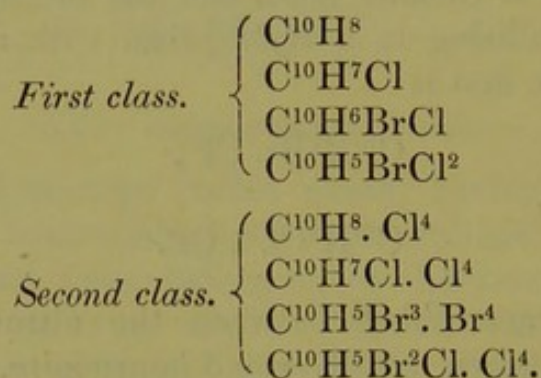 C¹⁰H⁸
C¹⁰H⁷Cl
First class.
C¹⁰H⁶BrCl
C¹⁰H⁵BrCl²
C¹⁰H⁸. Cl⁴
C¹⁰H⁷Cl. Cl⁴
Second class.
C¹⁰H⁵Br³. Br⁴
C¹⁰H⁵Br²Cl. Cl⁴.